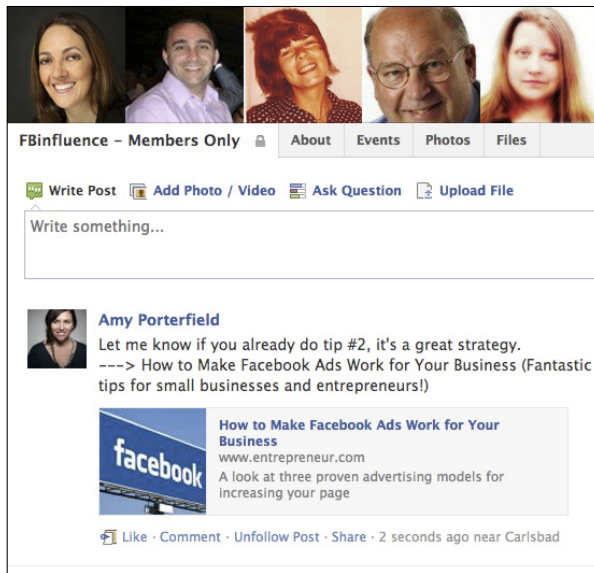 FBinfluence – Members Only
About
Events
Photos
Files
Write Post
Add Photo / Video
Ask Question
Upload File
Write something...
Amy Porterfield
Let me know if you already do tip #2, it's a great strategy.
---> How to Make Facebook Ads Work for Your Business (Fantastic
tips for small businesses and entrepreneurs!)
facebook
How to Make Facebook Ads Work for Your
Business
www.entrepreneur.com
A look at three proven advertising models for
increasing your page
Like · Comment · Unfollow Post · Share · 2 seconds ago near Carlsbad